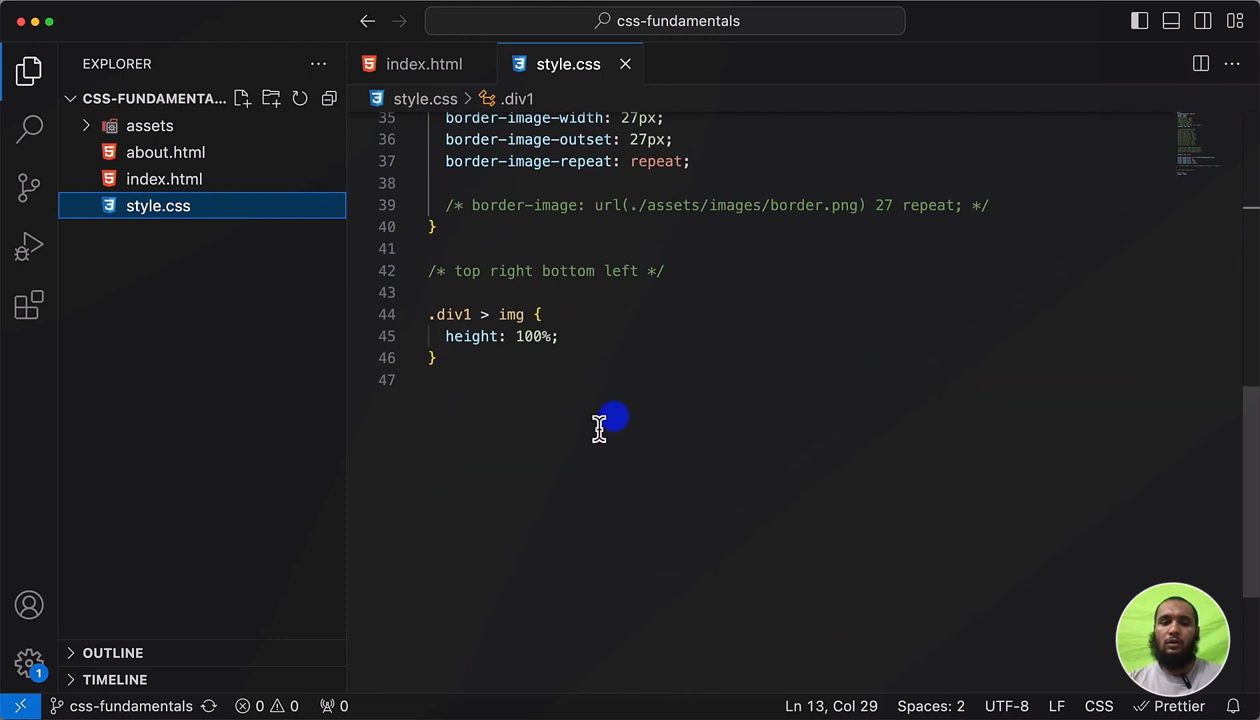 css-fundamentals
EXPLORER
index.html
style.css
CSS-FUNDAMENTA...
style.css > .div1
assets
about.html
index.html
style.css
35 border-image-width: 27px;
36 border-image-outset: 27px;
37 border-image-repeat: repeat;
38
39 /* border-image: url(./assets/images/border.png) 27 repeat; */
40 }
41
42 /* top right bottom left */
43
44 .div1 > img {
45 height: 100%;
46 }
47
OUTLINE
TIMELINE
1
css-fundamentals 0 0 0 Ln 13, Col 29 Spaces: 2 UTF-8 LF CSS Prettier